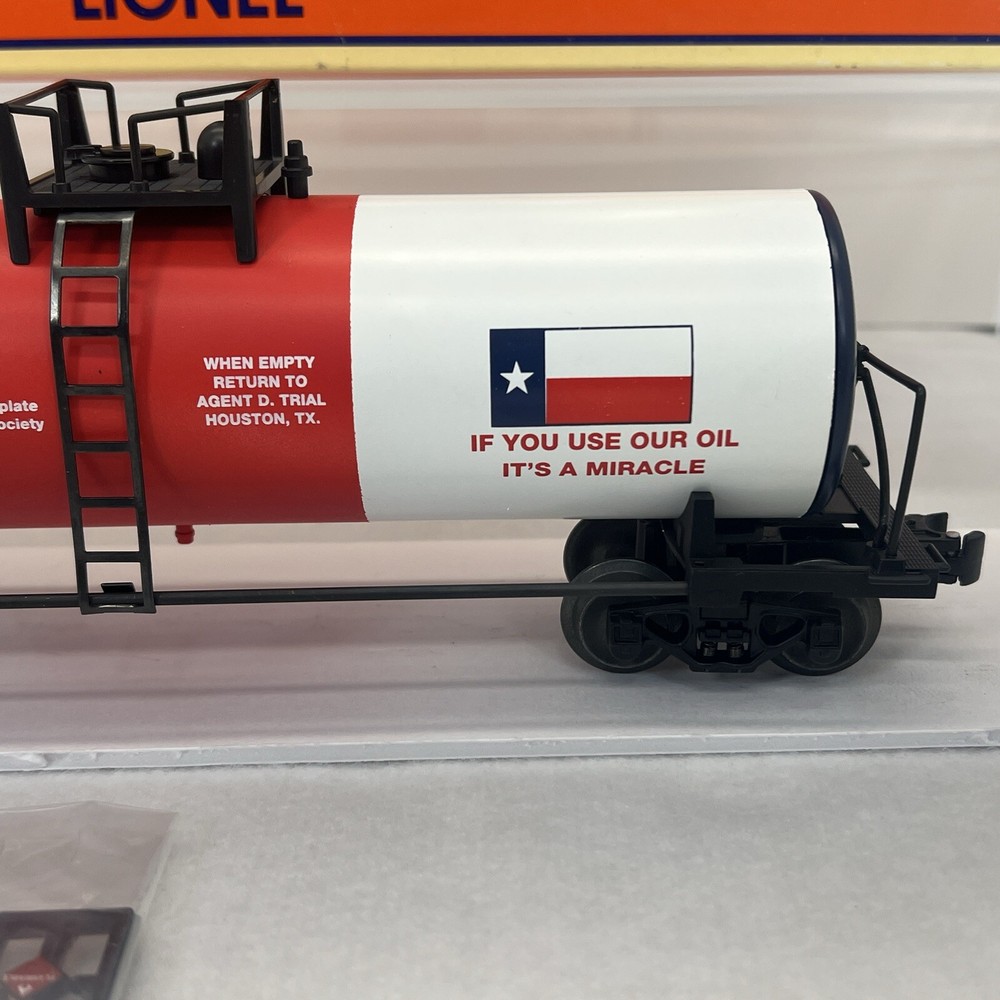 LIONEL
plate
ociety
WHEN EMPTY
RETURN TO
AGENT D. TRIAL
HOUSTON, TX.
IF YOU USE OUR OIL
IT'S A MIRACLE